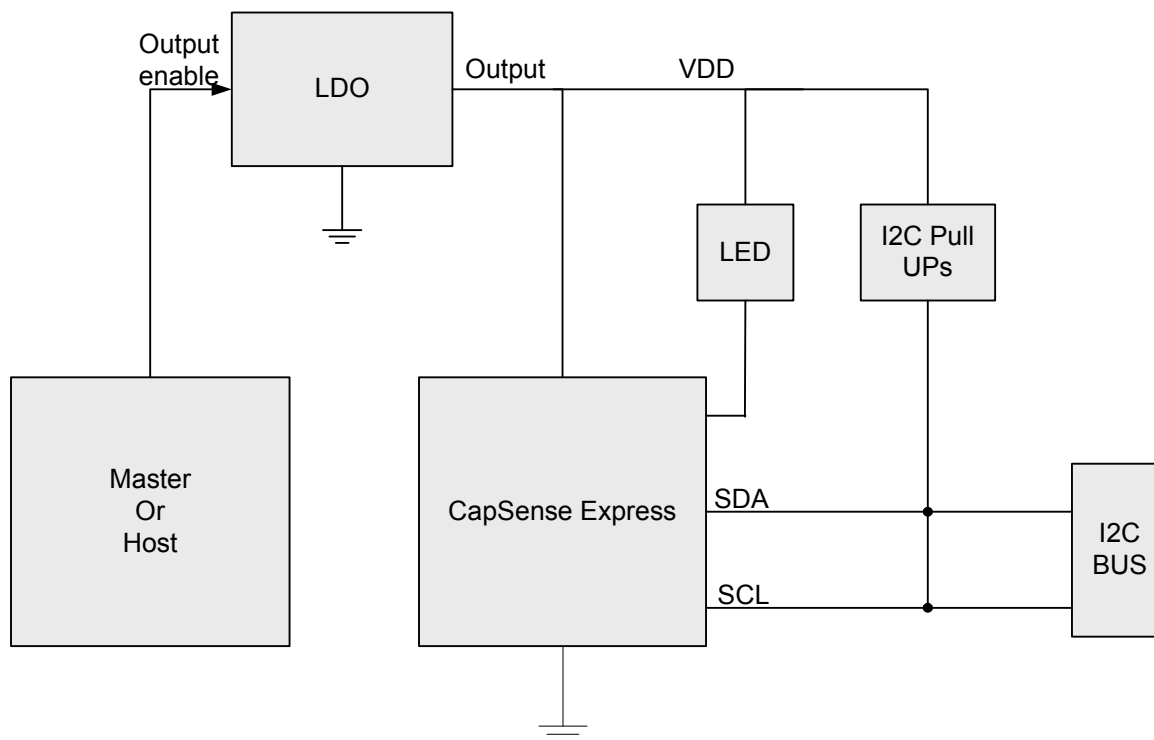 Output
enable
LDO
Output
VDD
LED
I2C Pull
UPs
Master
Or
Host
CapSense Express
SDA
SCL
I2C
BUS